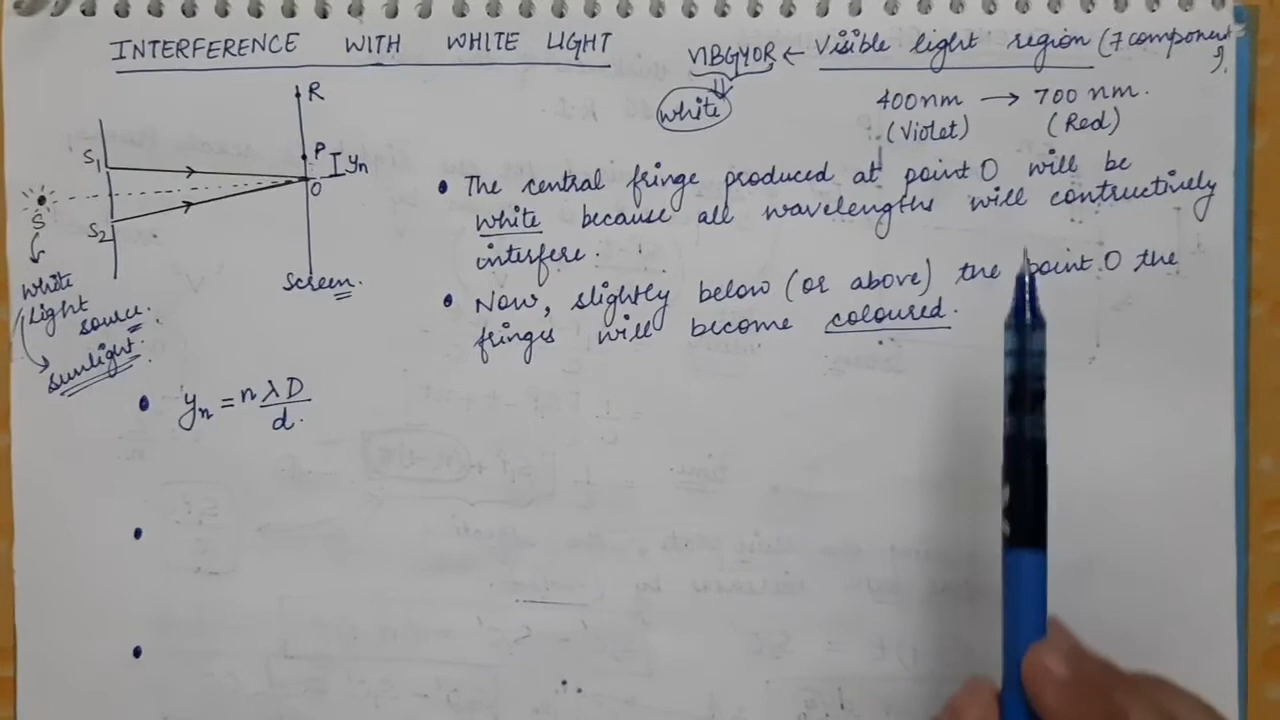 INTERFERENCE WITH WHITE LIGHT
VIBGYOR ← Visible light region (7 components).
white
400nm → 700 nm.
(Violet) (Red)
R
P
yn
O
S1
S2
S
Screen.
white
light
source.
sunlight.
• The central fringe produced at point O will be
white because all wavelengths will contructively
interfere.
• Now, slightly below (or above) the point O the
fringes will become coloured.
• yn = nλD
d.